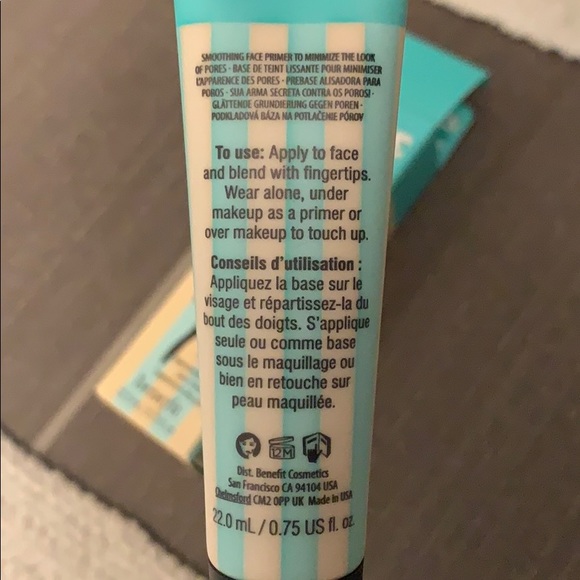 SMOOTHING FACE PRIMER TO MINIMIZE THE LOOK
OF PORES • BASE DE TEINT LISSANTE POUR MINIMISER
L'APPARENCE DES PORES • PREBASE ALISADORA PARA
POROS • SUA ARMA SECRETA CONTRA OS POROS! •
GLÄTTENDE GRUNDIERUNG GEGEN POREN •
PODKLADOVÁ BÁZA NA POTLAČENIE PÓROV
To use: Apply to face
and blend with fingertips.
Wear alone, under
makeup as a primer or
over makeup to touch up.
Conseils d'utilisation :
Appliquez la base sur le
visage et répartissez-la du
bout des doigts. S'applique
seule ou comme base
sous le maquillage ou
bien en retouche sur
peau maquillée.
12M
Dist. Benefit Cosmetics
San Francisco CA 94104 USA
Chelmsford CM2 0PP UK Made in USA
22.0 mL / 0.75 US fl. oz.